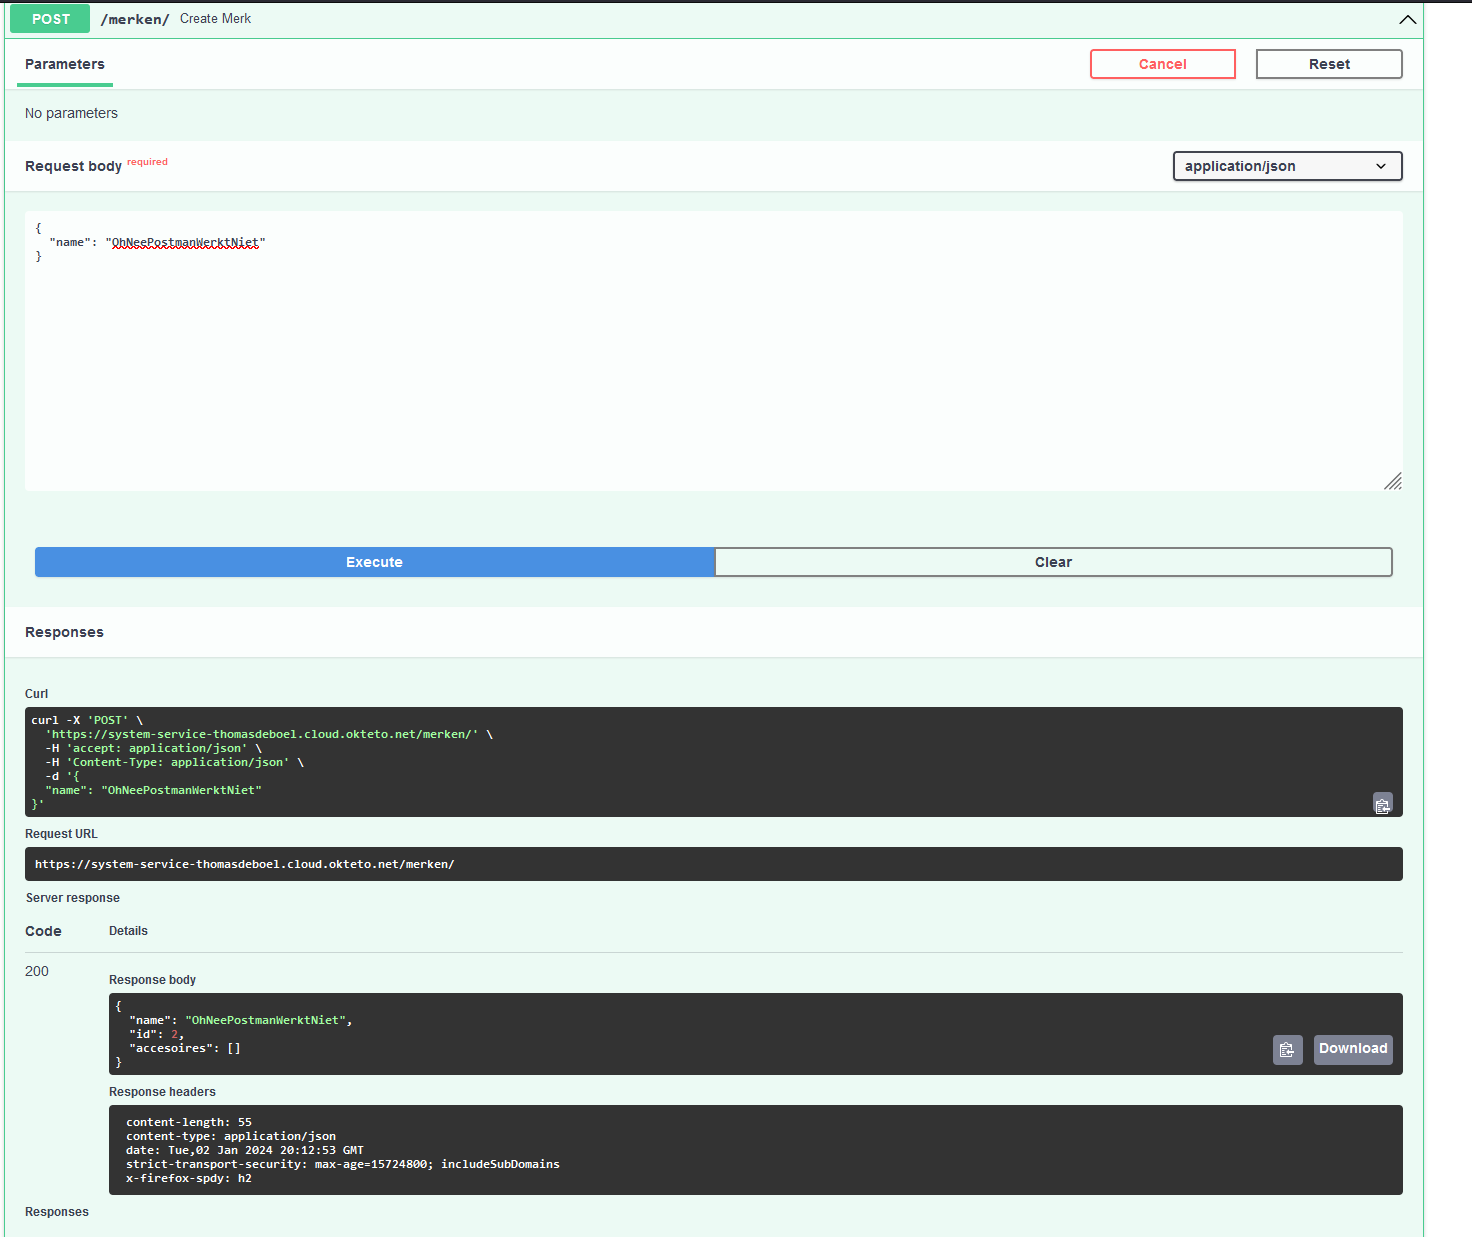 POST /merken/ Create Merk
Parameters
Cancel
Reset
No parameters
Request body required
application/json
{
"name": "OhNeePostmanWerktNiet"
}
Execute
Clear
Responses
Curl
curl -X 'POST' \
'https://system-service-thomasdeboel.cloud.okteto.net/merken/' \
-H 'accept: application/json' \
-H 'Content-Type: application/json' \
-d '{
"name": "OhNeePostmanWerktNiet"
}'
Request URL
https://system-service-thomasdeboel.cloud.okteto.net/merken/
Server response
Code Details
200
Response body
{
"name": "OhNeePostmanWerktNiet",
"id": 2,
"accesoires": []
}
Download
Response headers
content-length: 55
content-type: application/json
date: Tue,02 Jan 2024 20:12:53 GMT
strict-transport-security: max-age=15724800; includeSubDomains
x-firefox-spdy: h2
Responses